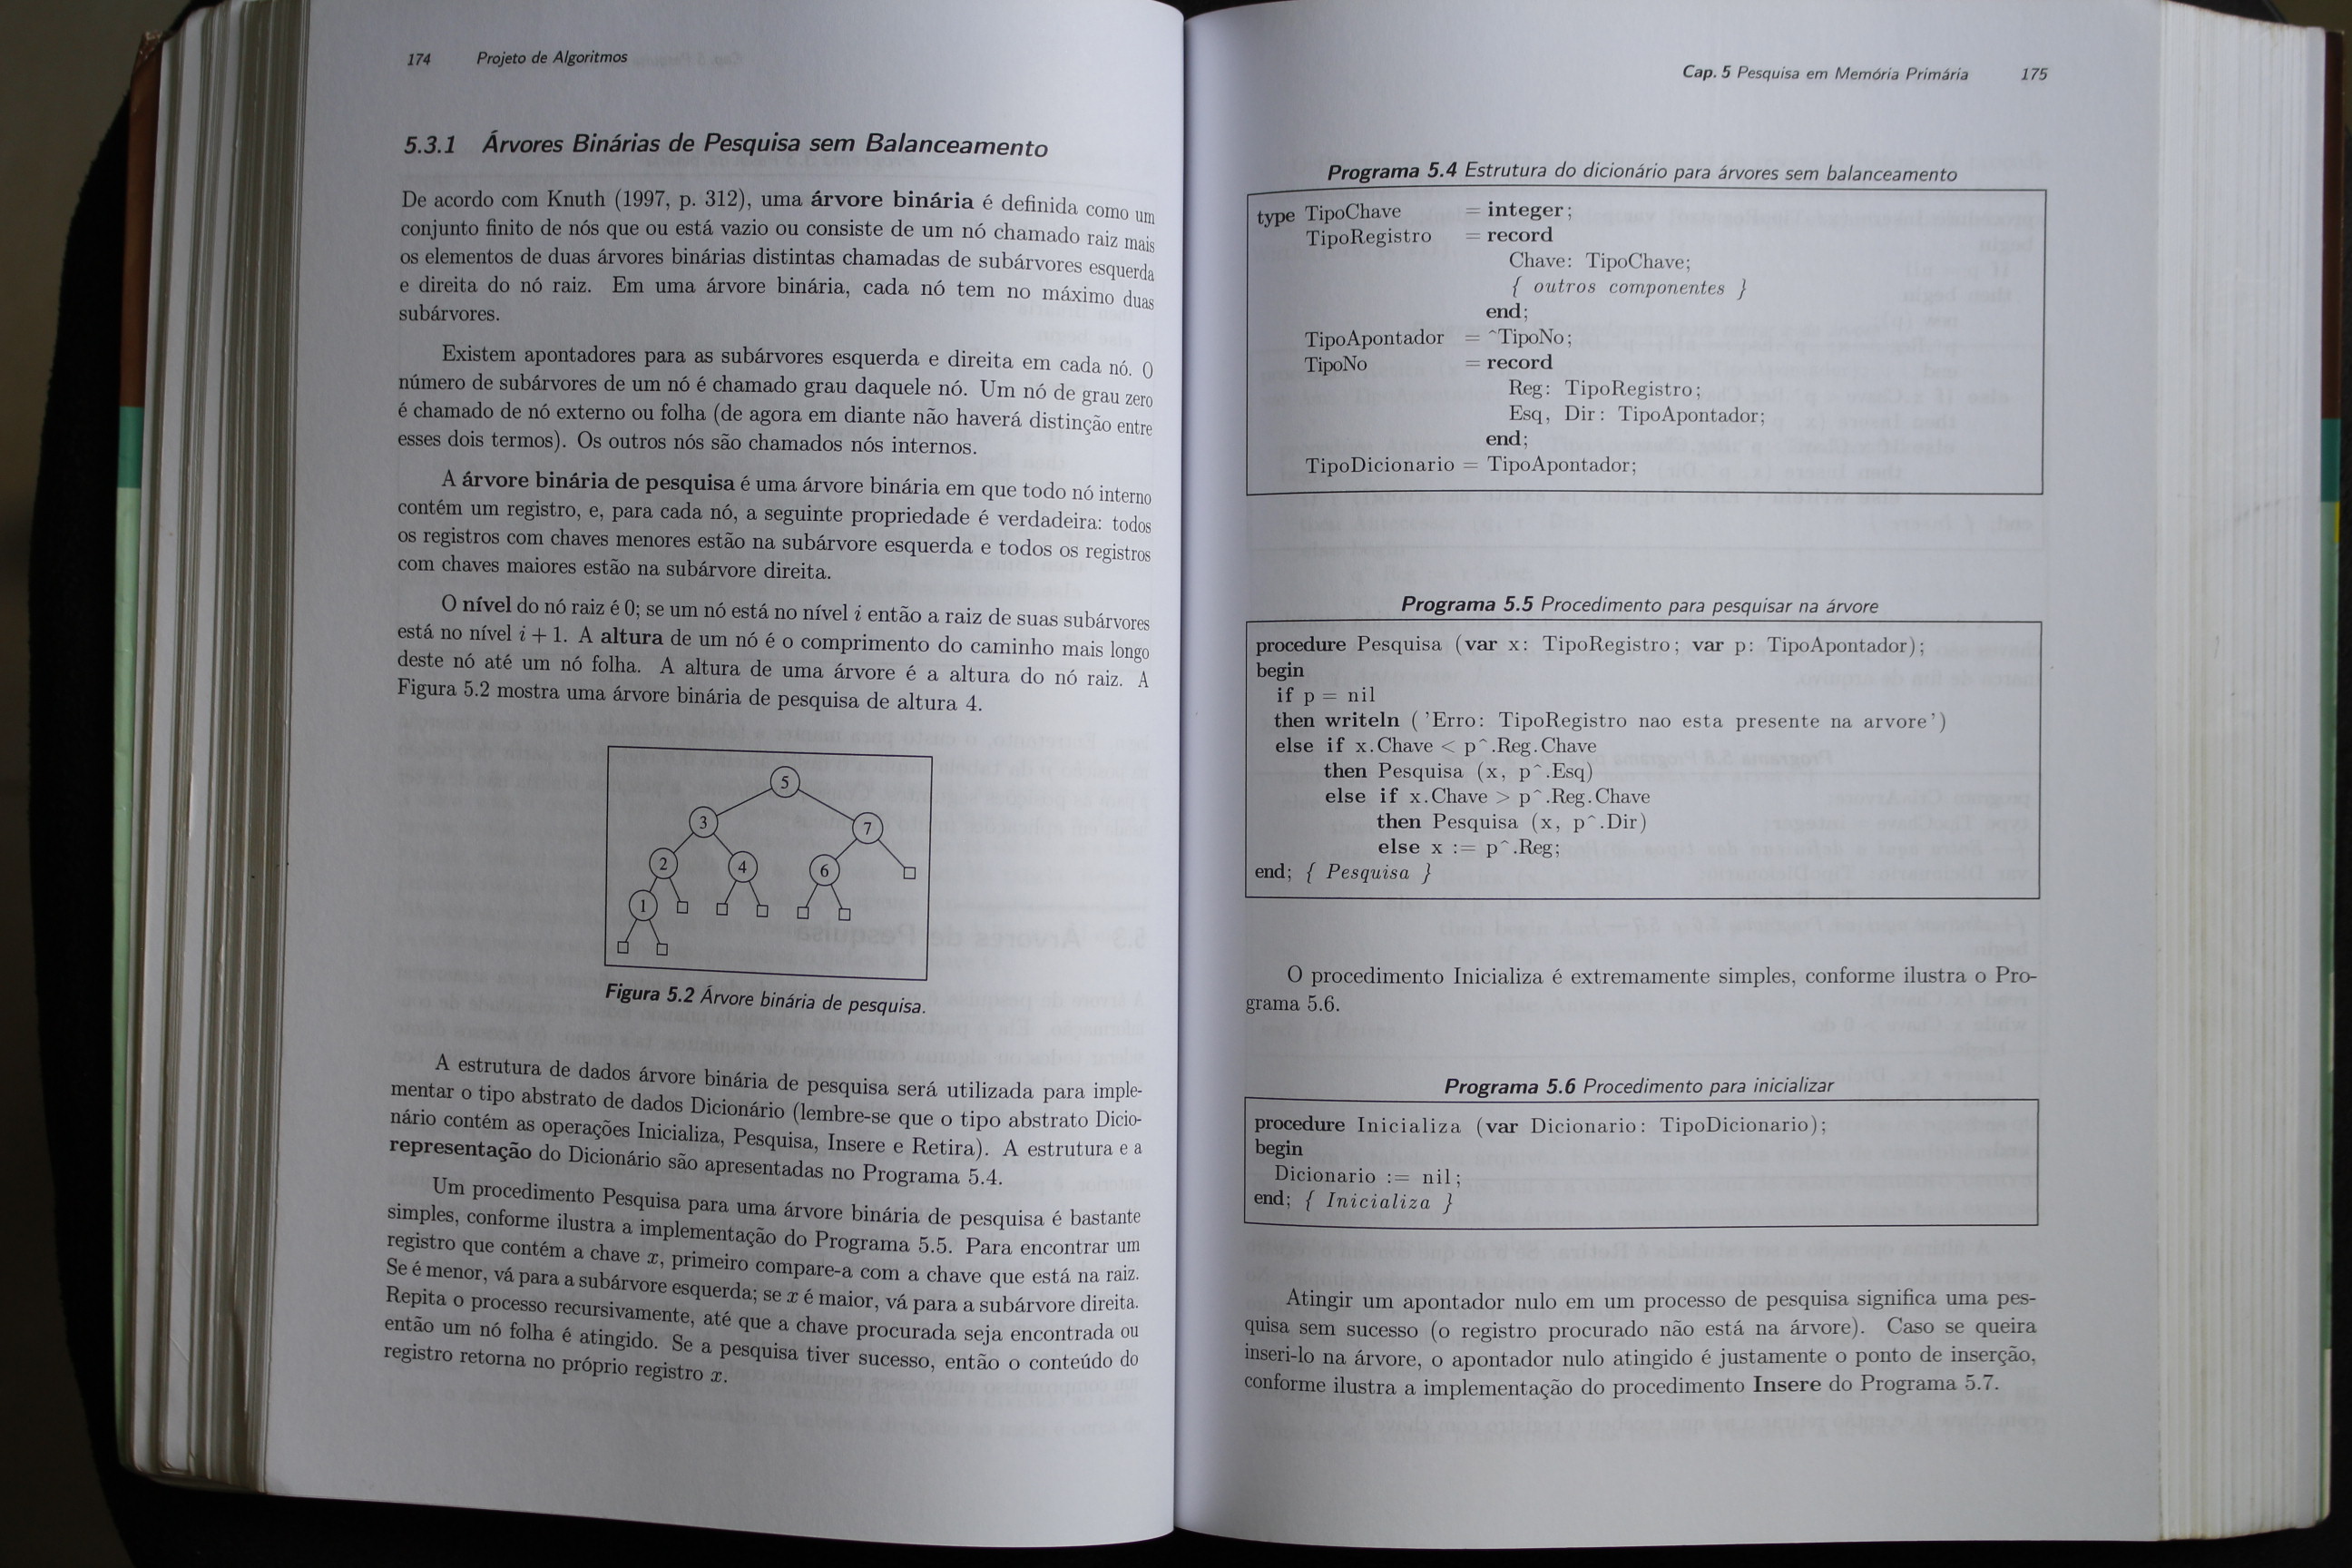 174 Projeto de Algoritmos
5.3.1 Árvores Binárias de Pesquisa sem Balanceamento
De acordo com Knuth (1997, p. 312), uma árvore binária é definida como um
conjunto finito de nós que ou está vazio ou consiste de um nó chamado raiz mais
os elementos de duas árvores binárias distintas chamadas de subárvores esquerda
e direita do nó raiz. Em uma árvore binária, cada nó tem no máximo duas
subárvores.
Existem apontadores para as subárvores esquerda e direita em cada nó. O
número de subárvores de um nó é chamado grau daquele nó. Um nó de grau zero
é chamado de nó externo ou folha (de agora em diante não haverá distinção entre
esses dois termos). Os outros nós são chamados nós internos.
A árvore binária de pesquisa é uma árvore binária em que todo nó interno
contém um registro, e, para cada nó, a seguinte propriedade é verdadeira: todos
os registros com chaves menores estão na subárvore esquerda e todos os registros
com chaves maiores estão na subárvore direita.
O nível do nó raiz é 0; se um nó está no nível i então a raiz de suas subárvores
está no nível i + 1. A altura de um nó é o comprimento do caminho mais longo
deste nó até um nó folha. A altura de uma árvore é a altura do nó raiz. A
Figura 5.2 mostra uma árvore binária de pesquisa de altura 4.
5
3 7
2 4 6
1
Figura 5.2 Árvore binária de pesquisa.
A estrutura de dados árvore binária de pesquisa será utilizada para imple-
mentar o tipo abstrato de dados Dicionário (lembre-se que o tipo abstrato Dicio-
nário contém as operações Inicializa, Pesquisa, Insere e Retira). A estrutura e a
representação do Dicionário são apresentadas no Programa 5.4.
Um procedimento Pesquisa para uma árvore binária de pesquisa é bastante
simples, conforme ilustra a implementação do Programa 5.5. Para encontrar um
registro que contém a chave x, primeiro compare-a com a chave que está na raiz.
Se é menor, vá para a subárvore esquerda; se x é maior, vá para a subárvore direita.
Repita o processo recursivamente, até que a chave procurada seja encontrada ou
então um nó folha é atingido. Se a pesquisa tiver sucesso, então o conteúdo do
registro retorna no próprio registro x.
Cap. 5 Pesquisa em Memória Primária 175
Programa 5.4 Estrutura do dicionário para árvores sem balanceamento
type TipoChave = integer;
TipoRegistro = record
Chave: TipoChave;
{ outros componentes }
end;
TipoApontador = ^TipoNo;
TipoNo = record
Reg: TipoRegistro;
Esq, Dir: TipoApontador;
end;
TipoDicionario = TipoApontador;
Programa 5.5 Procedimento para pesquisar na árvore
procedure Pesquisa (var x: TipoRegistro; var p: TipoApontador);
begin
if p = nil
then writeln ('Erro: TipoRegistro nao esta presente na arvore')
else if x.Chave < p^.Reg.Chave
then Pesquisa (x, p^.Esq)
else if x.Chave > p^.Reg.Chave
then Pesquisa (x, p^.Dir)
else x := p^.Reg;
end; { Pesquisa }
O procedimento Inicializa é extremamente simples, conforme ilustra o Pro-
grama 5.6.
Programa 5.6 Procedimento para inicializar
procedure Inicializa (var Dicionario: TipoDicionario);
begin
Dicionario := nil;
end; { Inicializa }
Atingir um apontador nulo em um processo de pesquisa significa uma pes-
quisa sem sucesso (o registro procurado não está na árvore). Caso se queira
inseri-lo na árvore, o apontador nulo atingido é justamente o ponto de inserção,
conforme ilustra a implementação do procedimento Insere do Programa 5.7.